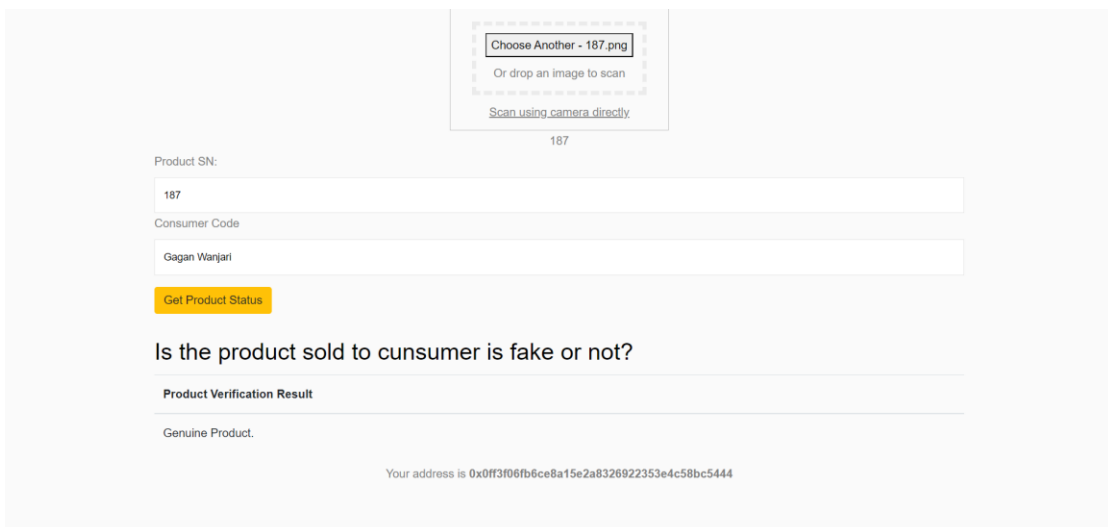 Choose Another - 187.png
Or drop an image to scan
Scan using camera directly
187
Product SN:
187
Consumer Code
Gagan Wanjari
Get Product Status
Is the product sold to cunsumer is fake or not?
Product Verification Result
Genuine Product.
Your address is 0x0ff3f06fb6ce8a15e2a8326922353e4c58bc5444